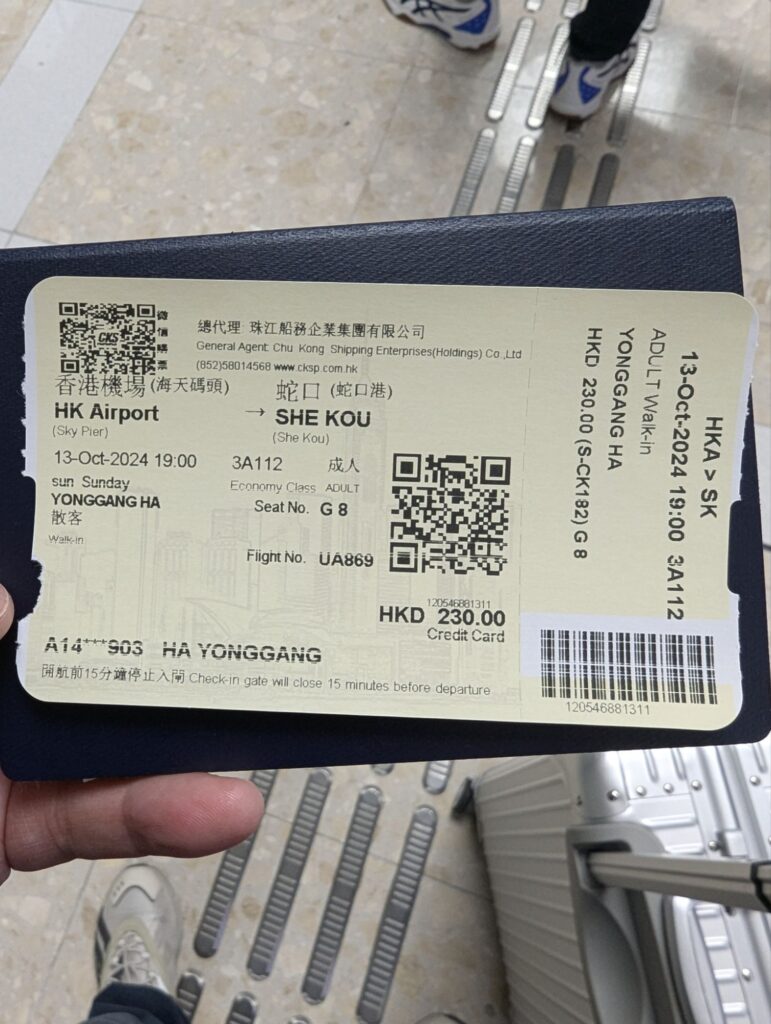 微信購票
CKS
總代理: 珠江船務企業集團有限公司
General Agent: Chu Kong Shipping Enterprises(Holdings) Co.,Ltd
(852)58014568 www.cksp.com.hk
香港機場 (海天碼頭) 蛇口 (蛇口港)
HK Airport → SHE KOU
(Sky Pier) (She Kou)
13-Oct-2024 19:00 3A112 成人
sun Sunday Economy Class ADULT
YONGGANG HA Seat No. G 8
散客
Walk-in
Flight No. UA869
120546881311
HKD 230.00
Credit Card
A14***903 HA YONGGANG
開航前15分鐘停止入閘 Check-in gate will close 15 minutes before departure
HKA > SK
13-Oct-2024 19:00 3A112
ADULT Walk-in
YONGGANG HA
HKD 230.00 (S-CK182) G 8
120546881311